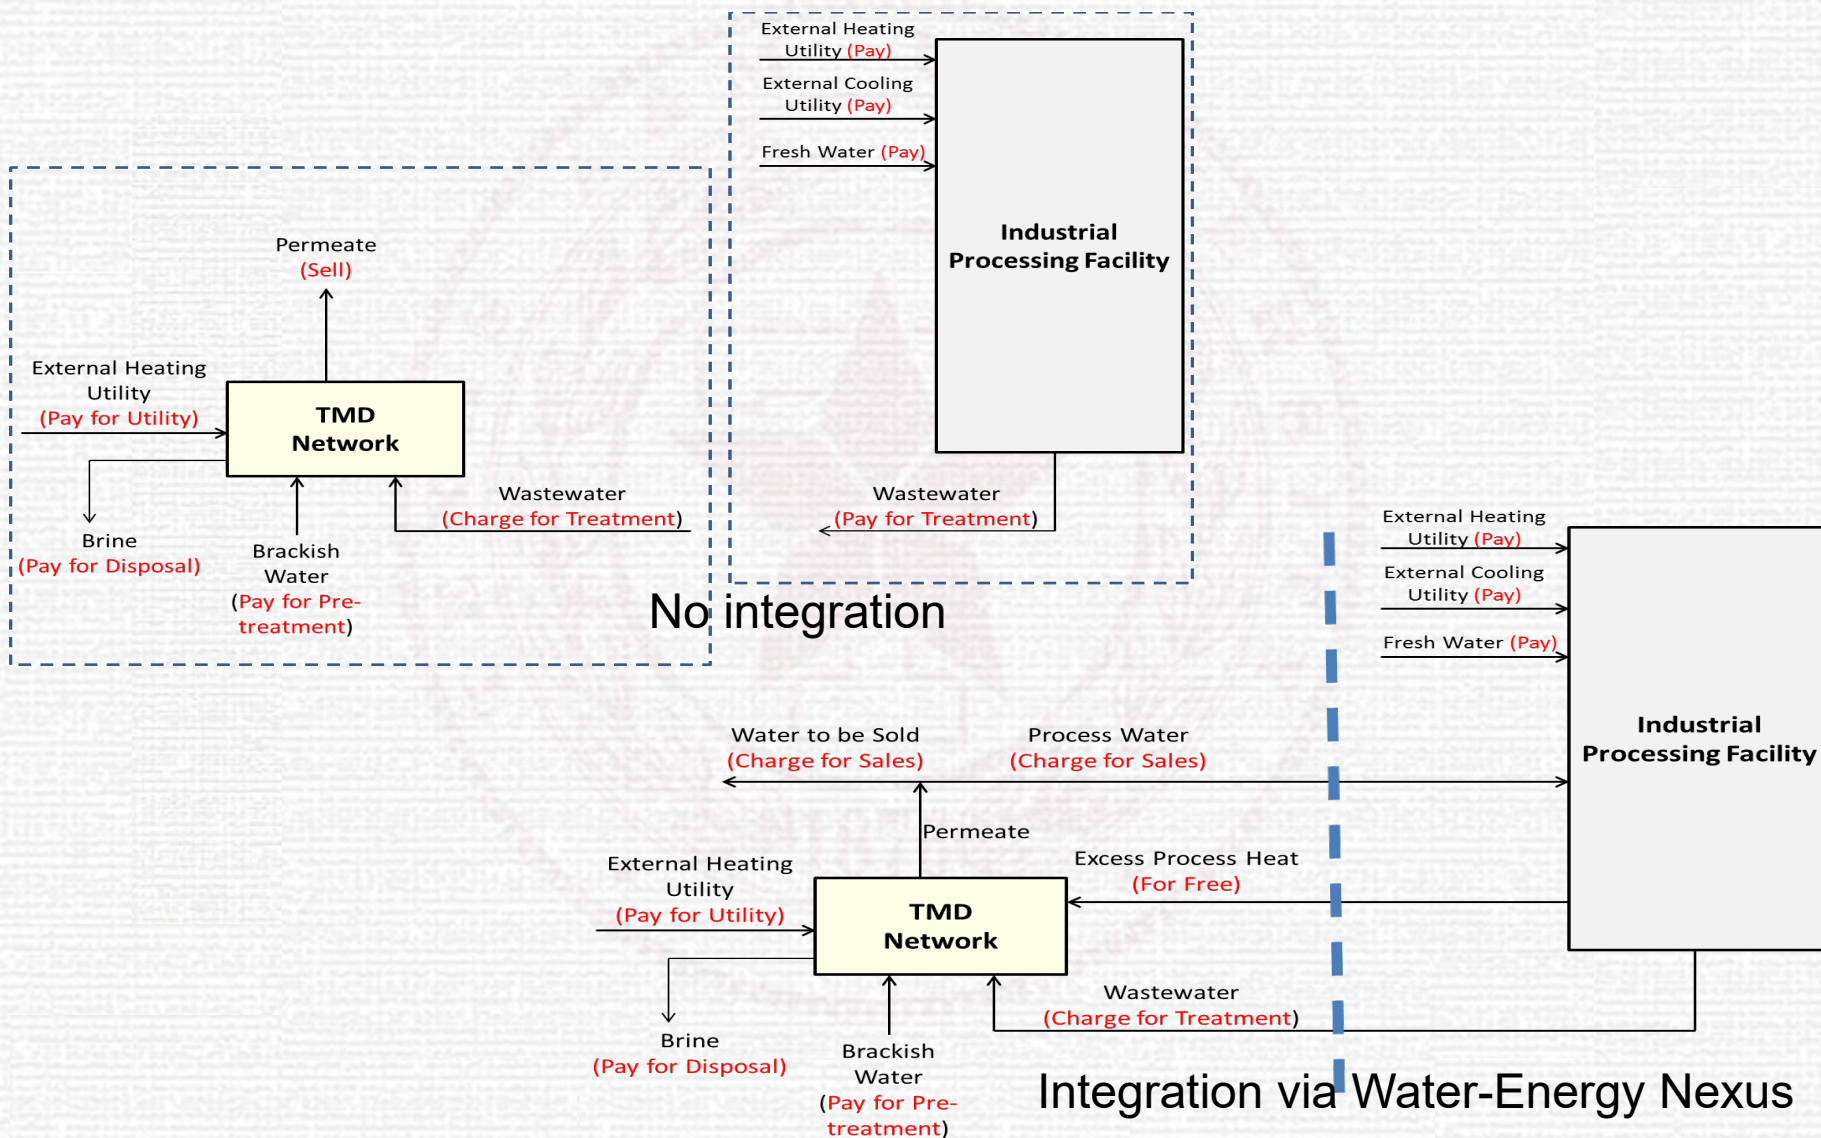 External Heating
Utility (Pay)
External Cooling
Utility (Pay)
Fresh Water (Pay)
Industrial
Processing Facility
Wastewater
(Pay for Treatment)
Permeate
(Sell)
External Heating
Utility
(Pay for Utility)
TMD
Network
Wastewater
(Charge for Treatment)
Brine
(Pay for Disposal)
Brackish
Water
(Pay for Pre-
treatment)
No integration
External Heating
Utility (Pay)
External Cooling
Utility (Pay)
Fresh Water (Pay)
Industrial
Processing Facility
Water to be Sold
(Charge for Sales)
Process Water
(Charge for Sales)
Permeate
External Heating
Utility
(Pay for Utility)
Excess Process Heat
(For Free)
TMD
Network
Wastewater
(Charge for Treatment)
Brine
(Pay for Disposal)
Brackish
Water
(Pay for Pre-
treatment)
Integration via Water-Energy Nexus